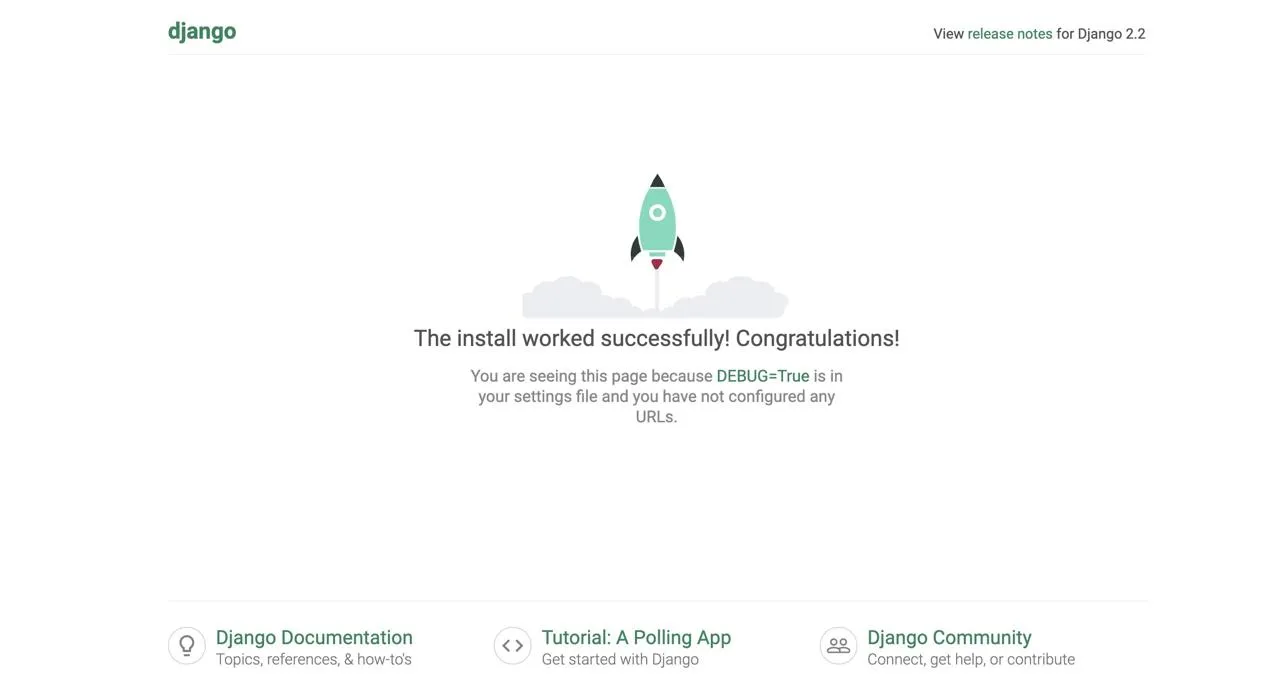 django
View release notes for Django 2.2
The install worked successfully! Congratulations!
You are seeing this page because DEBUG=True is in
your settings file and you have not configured any
URLs.
Django Documentation
Topics, references, & how-to's
Tutorial: A Polling App
Get started with Django
Django Community
Connect, get help, or contribute